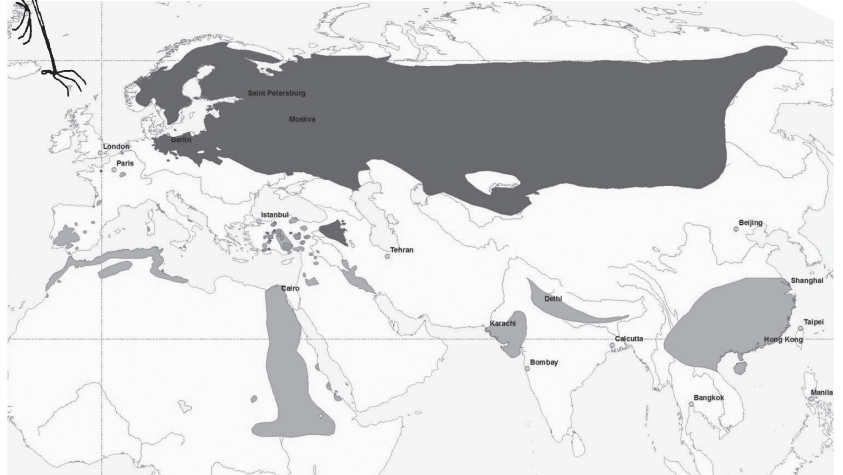 Saint Petersburg
Moskva
Berlin
London
Paris
Istanbul
Beijing
Tehran
Shanghai
Cairo
Delhi
Karachi
Taipei
Calcutta
Hong Kong
Bombay
Manila
Bangkok